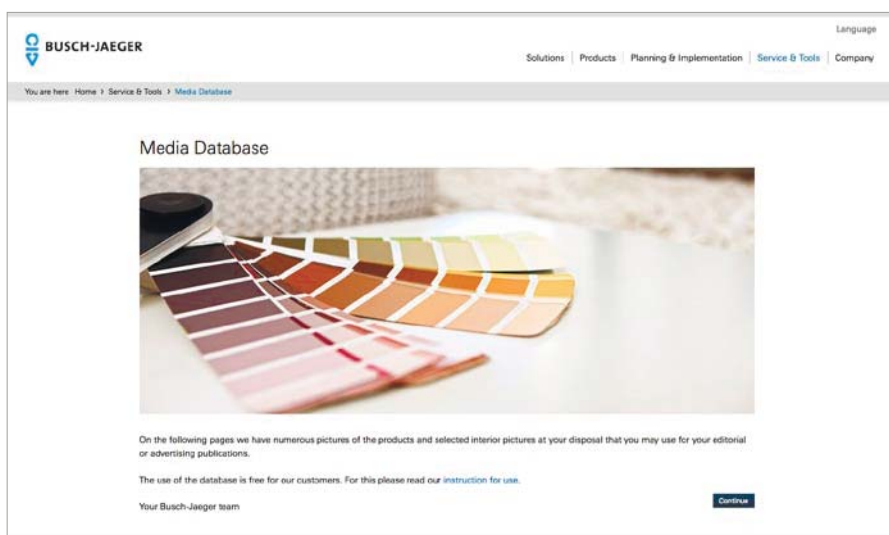 Language
BUSCH-JAEGER
Solutions Products Planning & Implementation Service & Tools Company
You are here Home > Service & Tools > Media Database
Media Database
On the following pages we have numerous pictures of the products and selected interior pictures at your disposal that you may use for your editorial
or advertising publications.
The use of the database is free for our customers. For this please read our instruction for use.
Your Busch-Jaeger team
Continue